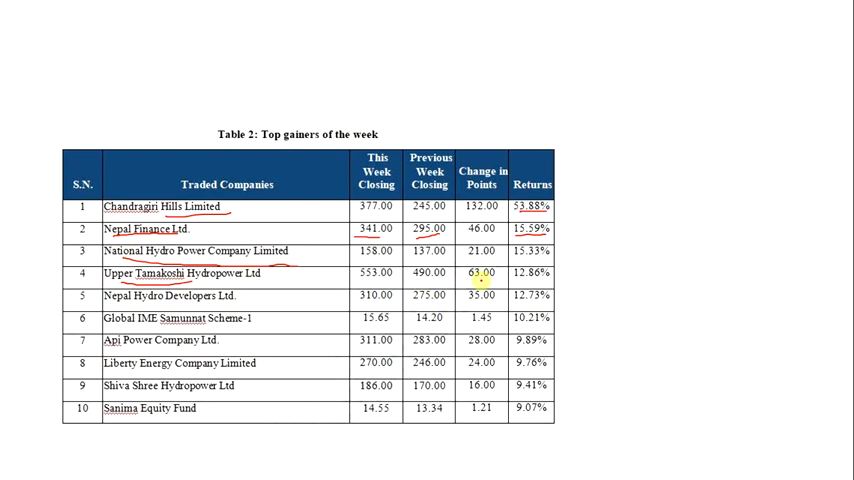 Table 2: Top gainers of the week
S.N. Traded Companies This Week Closing Previous Week Closing Change in Points Returns
1 Chandragiri Hills Limited 377.00 245.00 132.00 53.88%
2 Nepal Finance Ltd. 341.00 295.00 46.00 15.59%
3 National Hydro Power Company Limited 158.00 137.00 21.00 15.33%
4 Upper Tamakoshi Hydropower Ltd 553.00 490.00 63.00 12.86%
5 Nepal Hydro Developers Ltd. 310.00 275.00 35.00 12.73%
6 Global IME Samunnat Scheme-1 15.65 14.20 1.45 10.21%
7 Api Power Company Ltd. 311.00 283.00 28.00 9.89%
8 Liberty Energy Company Limited 270.00 246.00 24.00 9.76%
9 Shiva Shree Hydropower Ltd 186.00 170.00 16.00 9.41%
10 Sanima Equity Fund 14.55 13.34 1.21 9.07%